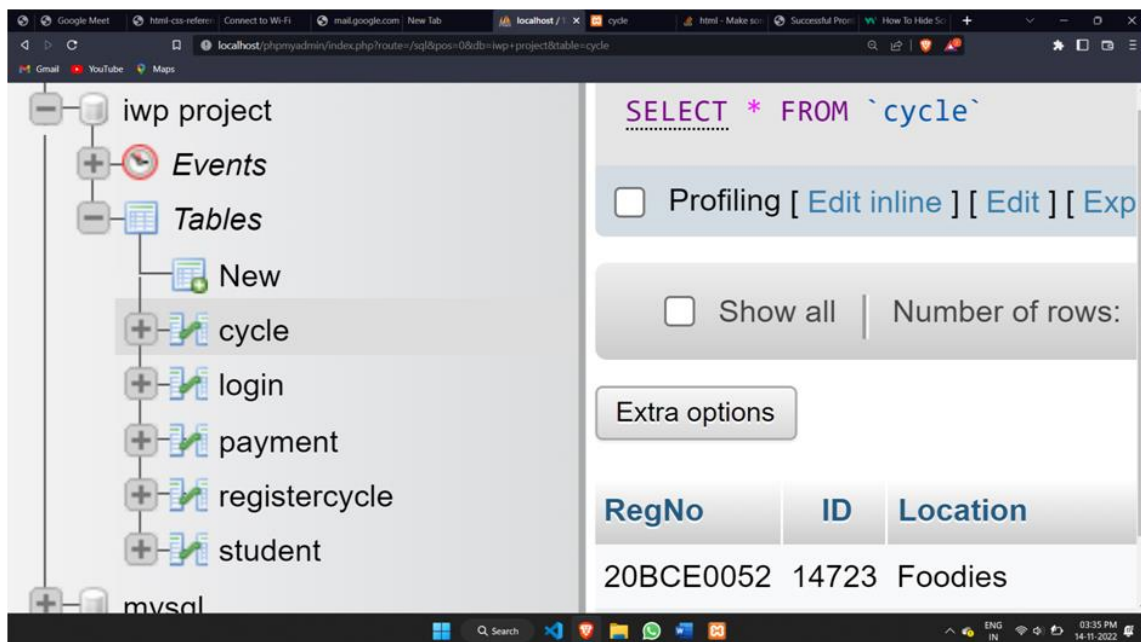 Google Meet
html-css-referen
Connect to Wi-Fi
mail.google.com
New Tab
localhost /
cycle
html - Make son
Successful Prom
How To Hide Sc
localhost/phpmyadmin/index.php?route=/sql&pos=0&db=iwp+project&table=cycle
Gmail
YouTube
Maps
iwp project
Events
Tables
New
cycle
login
payment
registercycle
student
mysql
SELECT * FROM `cycle`
Profiling [ Edit inline ] [ Edit ] [ Exp
Show all
Number of rows:
Extra options
RegNo ID Location
20BCE0052 14723 Foodies
Search
ENG
IN
03:35 PM
14-11-2022